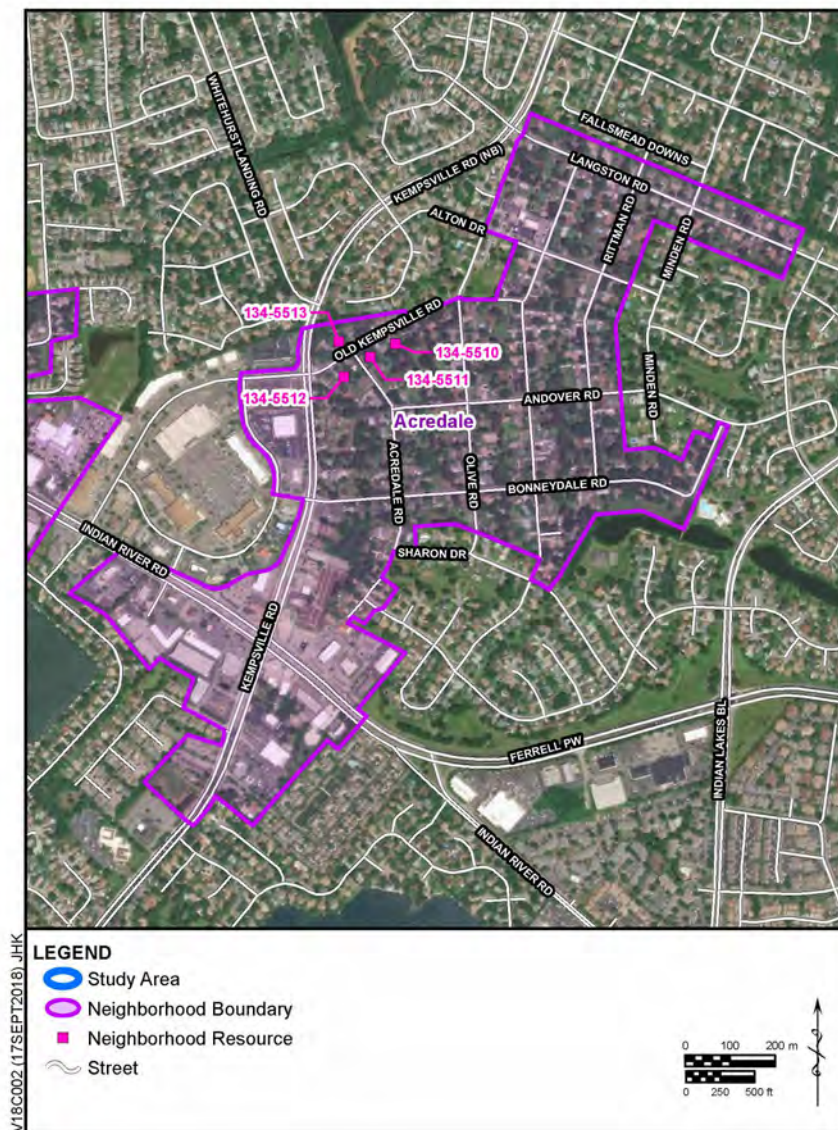 FALLSMEAD DOWNS
WHITEHURST LANDING RD
KEMPSVILLE RD (NB)
LANGSTON RD
ALTON DR
RITTMAN RD
MINDEN RD
134-5513
OLD KEMPSVILLE RD
134-5510
134-5511
134-5512
MINDEN RD
ANDOVER RD
Acredale
ACREDALE RD
OLIVE RD
BONNEYDALE RD
INDIAN RIVER RD
SHARON DR
KEMPSVILLE RD
FERRELL PW
INDIAN LAKES BL
INDIAN RIVER RD
V18C002 (17SEPT2018) JHK
LEGEND
Study Area
Neighborhood Boundary
Neighborhood Resource
Street
0 100 200 m
0 250 500 ft